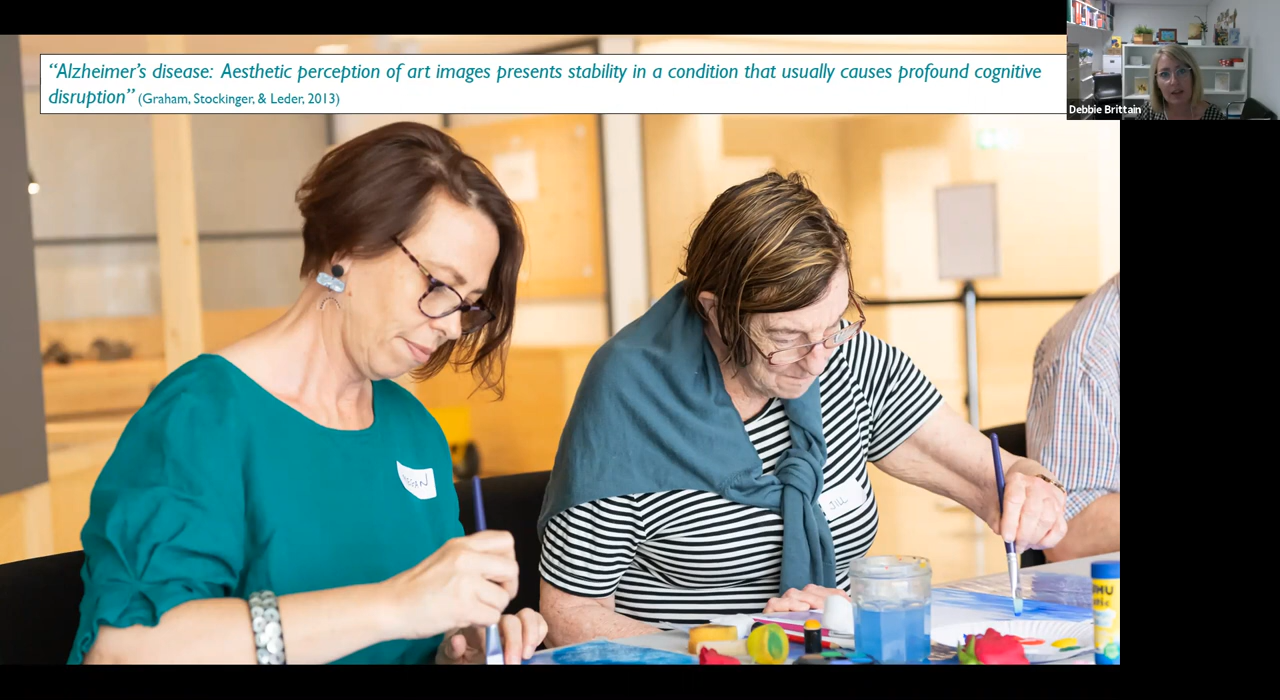 “Alzheimer’s disease: Aesthetic perception of art images presents stability in a condition that usually causes profound cognitive
disruption” (Graham, Stockinger, & Leder, 2013)
Debbie Brittain
JILL